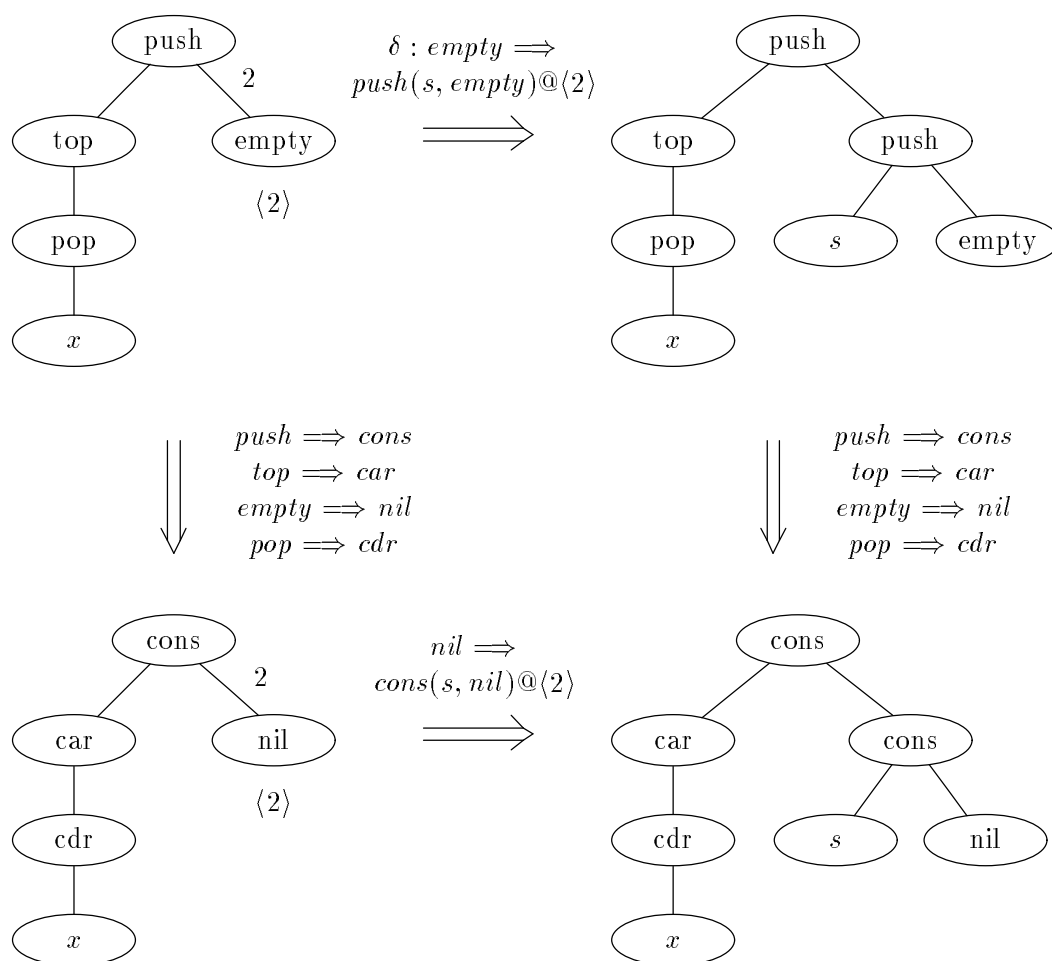 push
δ : empty ⟹
push(s, empty)@⟨2⟩
push
2
top
empty
top
push
⟨2⟩
pop
pop
s
empty
x
x
push ⟹ cons
top ⟹ car
empty ⟹ nil
pop ⟹ cdr
push ⟹ cons
top ⟹ car
empty ⟹ nil
pop ⟹ cdr
cons
nil ⟹
cons(s, nil)@⟨2⟩
cons
2
car
nil
car
cons
⟨2⟩
cdr
cdr
s
nil
x
x